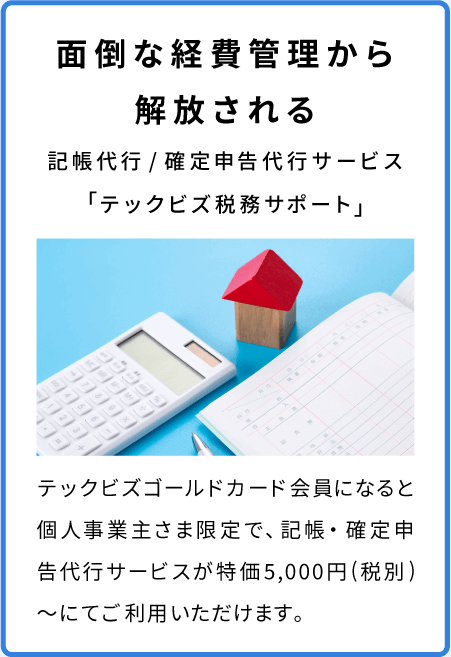 面倒な経費管理から
解放される
記帳代行/確定申告代行サービス
「テックビズ税務サポート」
テックビズゴールドカード会員になると
個人事業主さま限定で、記帳・確定申
告代行サービスが特価5,000円(税別)
〜にてご利用いただけます。